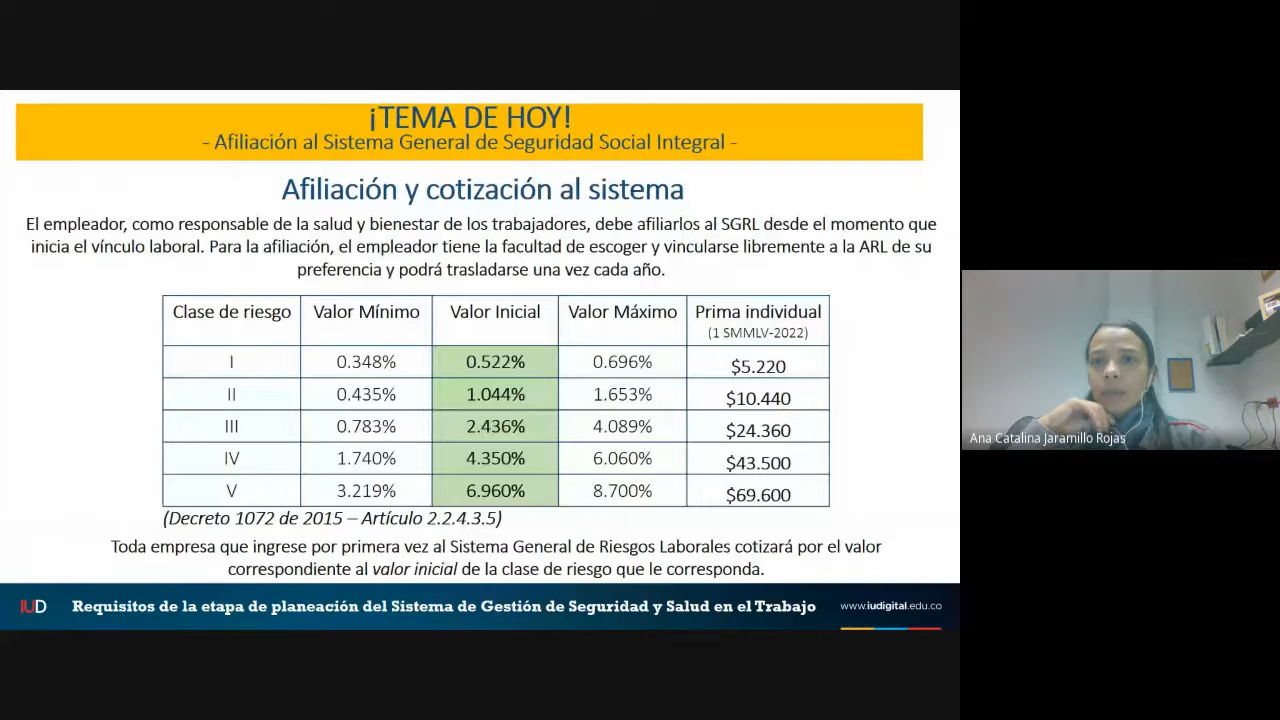 ¡TEMA DE HOY!
- Afiliación al Sistema General de Seguridad Social Integral -
Afiliación y cotización al sistema
El empleador, como responsable de la salud y bienestar de los trabajadores, debe afiliarlos al SGRL desde el momento que
inicia el vínculo laboral. Para la afiliación, el empleador tiene la facultad de escoger y vincularse libremente a la ARL de su
preferencia y podrá trasladarse una vez cada año.
Clase de riesgo Valor Mínimo Valor Inicial Valor Máximo Prima individual
(1 SMMLV-2022)
I 0.348% 0.522% 0.696% $5.220
II 0.435% 1.044% 1.653% $10.440
III 0.783% 2.436% 4.089% $24.360
IV 1.740% 4.350% 6.060% $43.500
V 3.219% 6.960% 8.700% $69.600
(Decreto 1072 de 2015 – Artículo 2.2.4.3.5)
Toda empresa que ingrese por primera vez al Sistema General de Riesgos Laborales cotizará por el valor
correspondiente al valor inicial de la clase de riesgo que le corresponda.
IUD Requisitos de la etapa de planeación del Sistema de Gestión de Seguridad y Salud en el Trabajo www.iudigital.edu.co
Ana Catalina Jaramillo Rojas